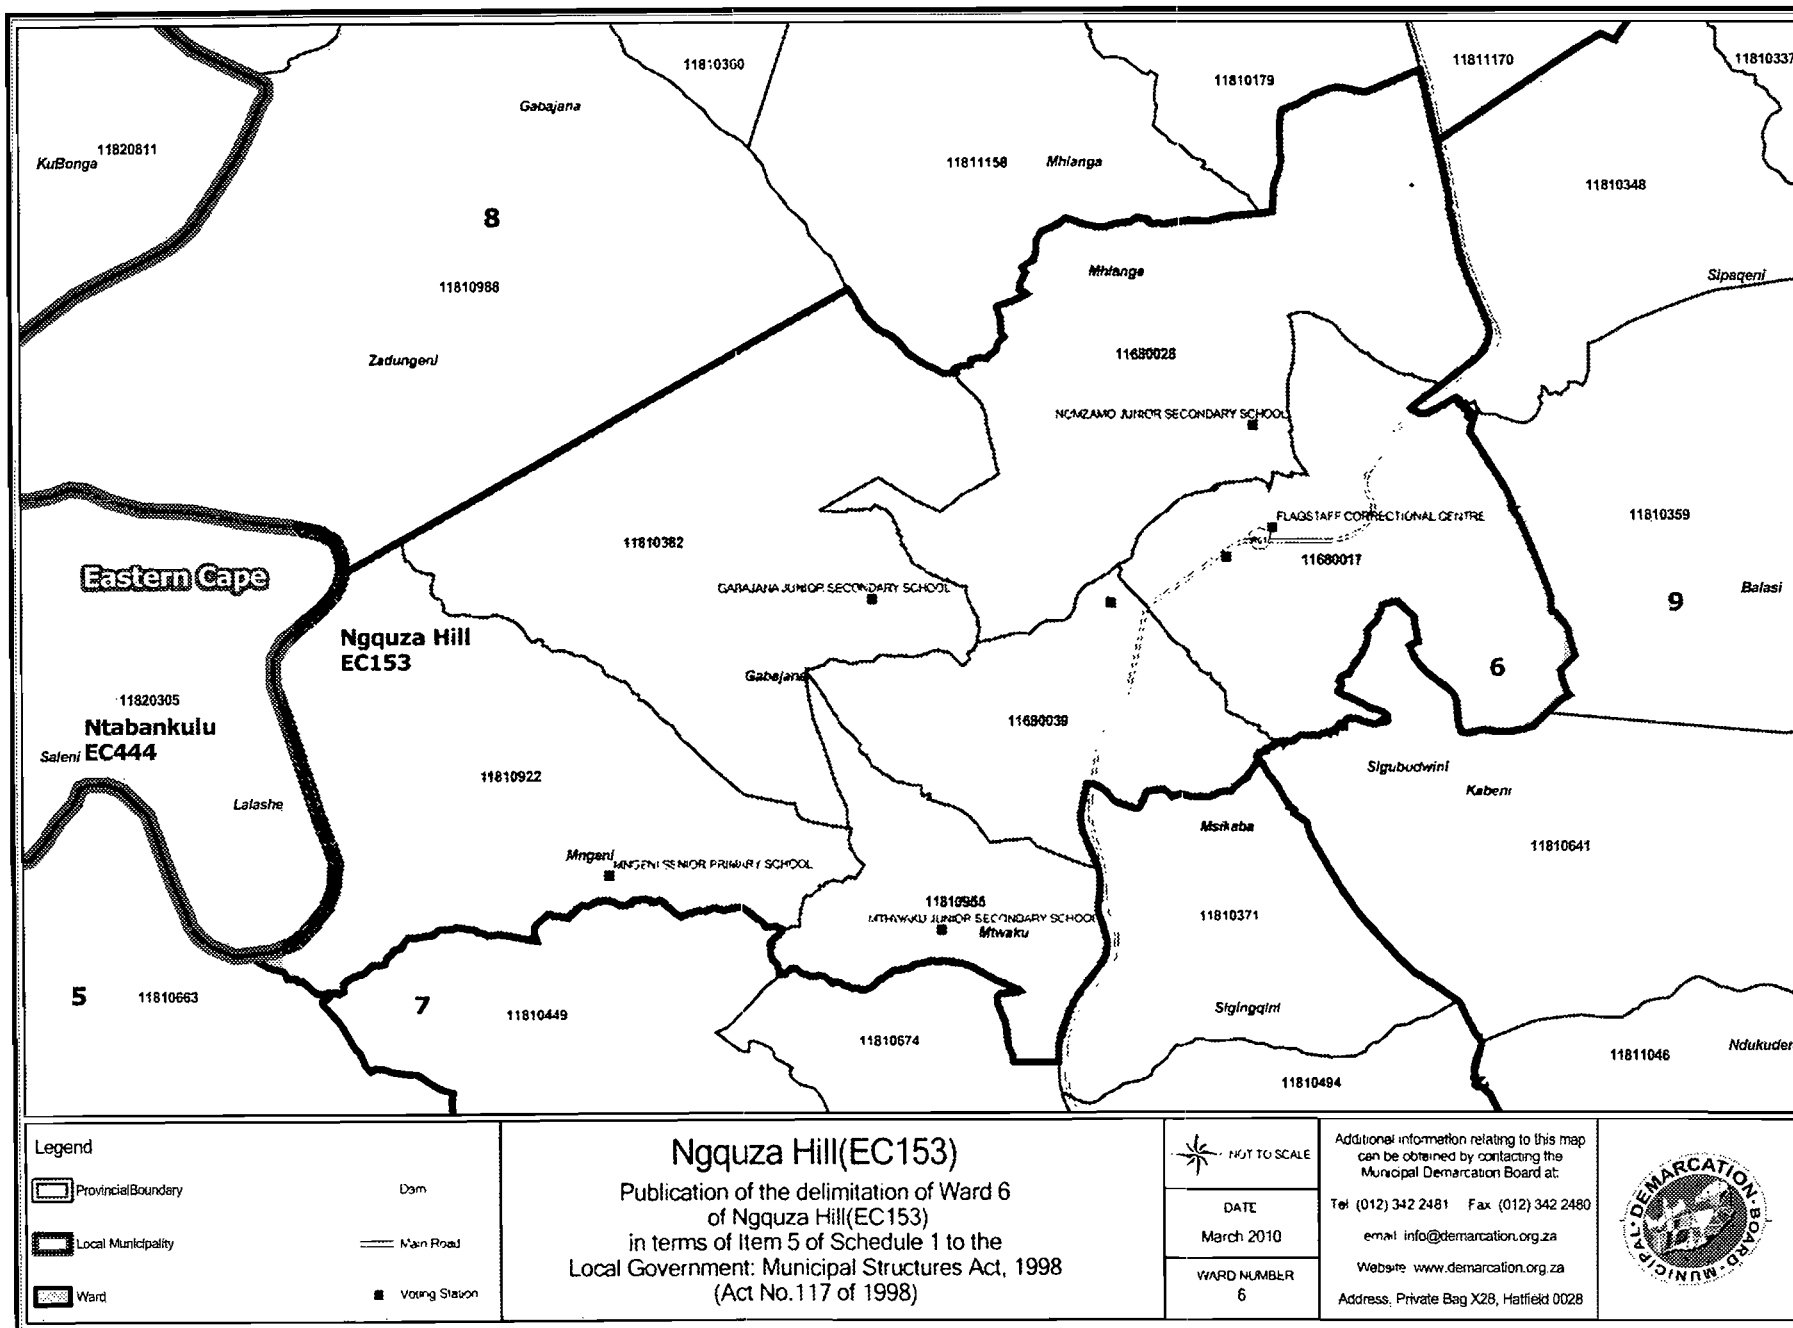 11810360
11810179
11811170
11810337
Gabajana
11820811
KuBonga
11811158
Mhlanga
11810348
8
Mhlanga
Sipaqeni
11810988
Zadungeni
11680028
NOMZAMO JUNIOR SECONDARY SCHOOL
11810382
FLAGSTAFF CORRECTIONAL CENTRE
11810359
11680017
Eastern Cape
GABAJANA JUNIOR SECONDARY SCHOOL
9
Balasi
Ngquza Hill
EC153
6
Gabajana
11820305
Ntabankulu
EC444
Saleni
11680039
Sigubudwini
Kabeni
11810922
Lalashe
Msikaba
11810641
Mngeni
MNGENI SENIOR PRIMARY SCHOOL
11810371
MTHWAKU JUNIOR SECONDARY SCHOOL
Mtwaku
5
11810663
7
11810449
Sigingqini
11810674
11811046
11810494
Legend
Provincial Boundary
Dam
Local Municipality
Main Road
Ward
Voting Station
Ngquza Hill(EC153)
Publication of the delimitation of Ward 6
of Ngquza Hill(EC153)
in terms of Item 5 of Schedule 1 to the
Local Government: Municipal Structures Act, 1998
(Act No.117 of 1998)
NOT TO SCALE
DATE
March 2010
WARD NUMBER
6
Additional information relating to this map
can be obtained by contacting the
Municipal Demarcation Board at:
Tel (012) 342 2481 Fax (012) 342 2480
email info@demarcation.org.za
Website www.demarcation.org.za
Address. Private Bag X28, Hatfield 0028
MUNICIPAL DEMARCATION BOARD